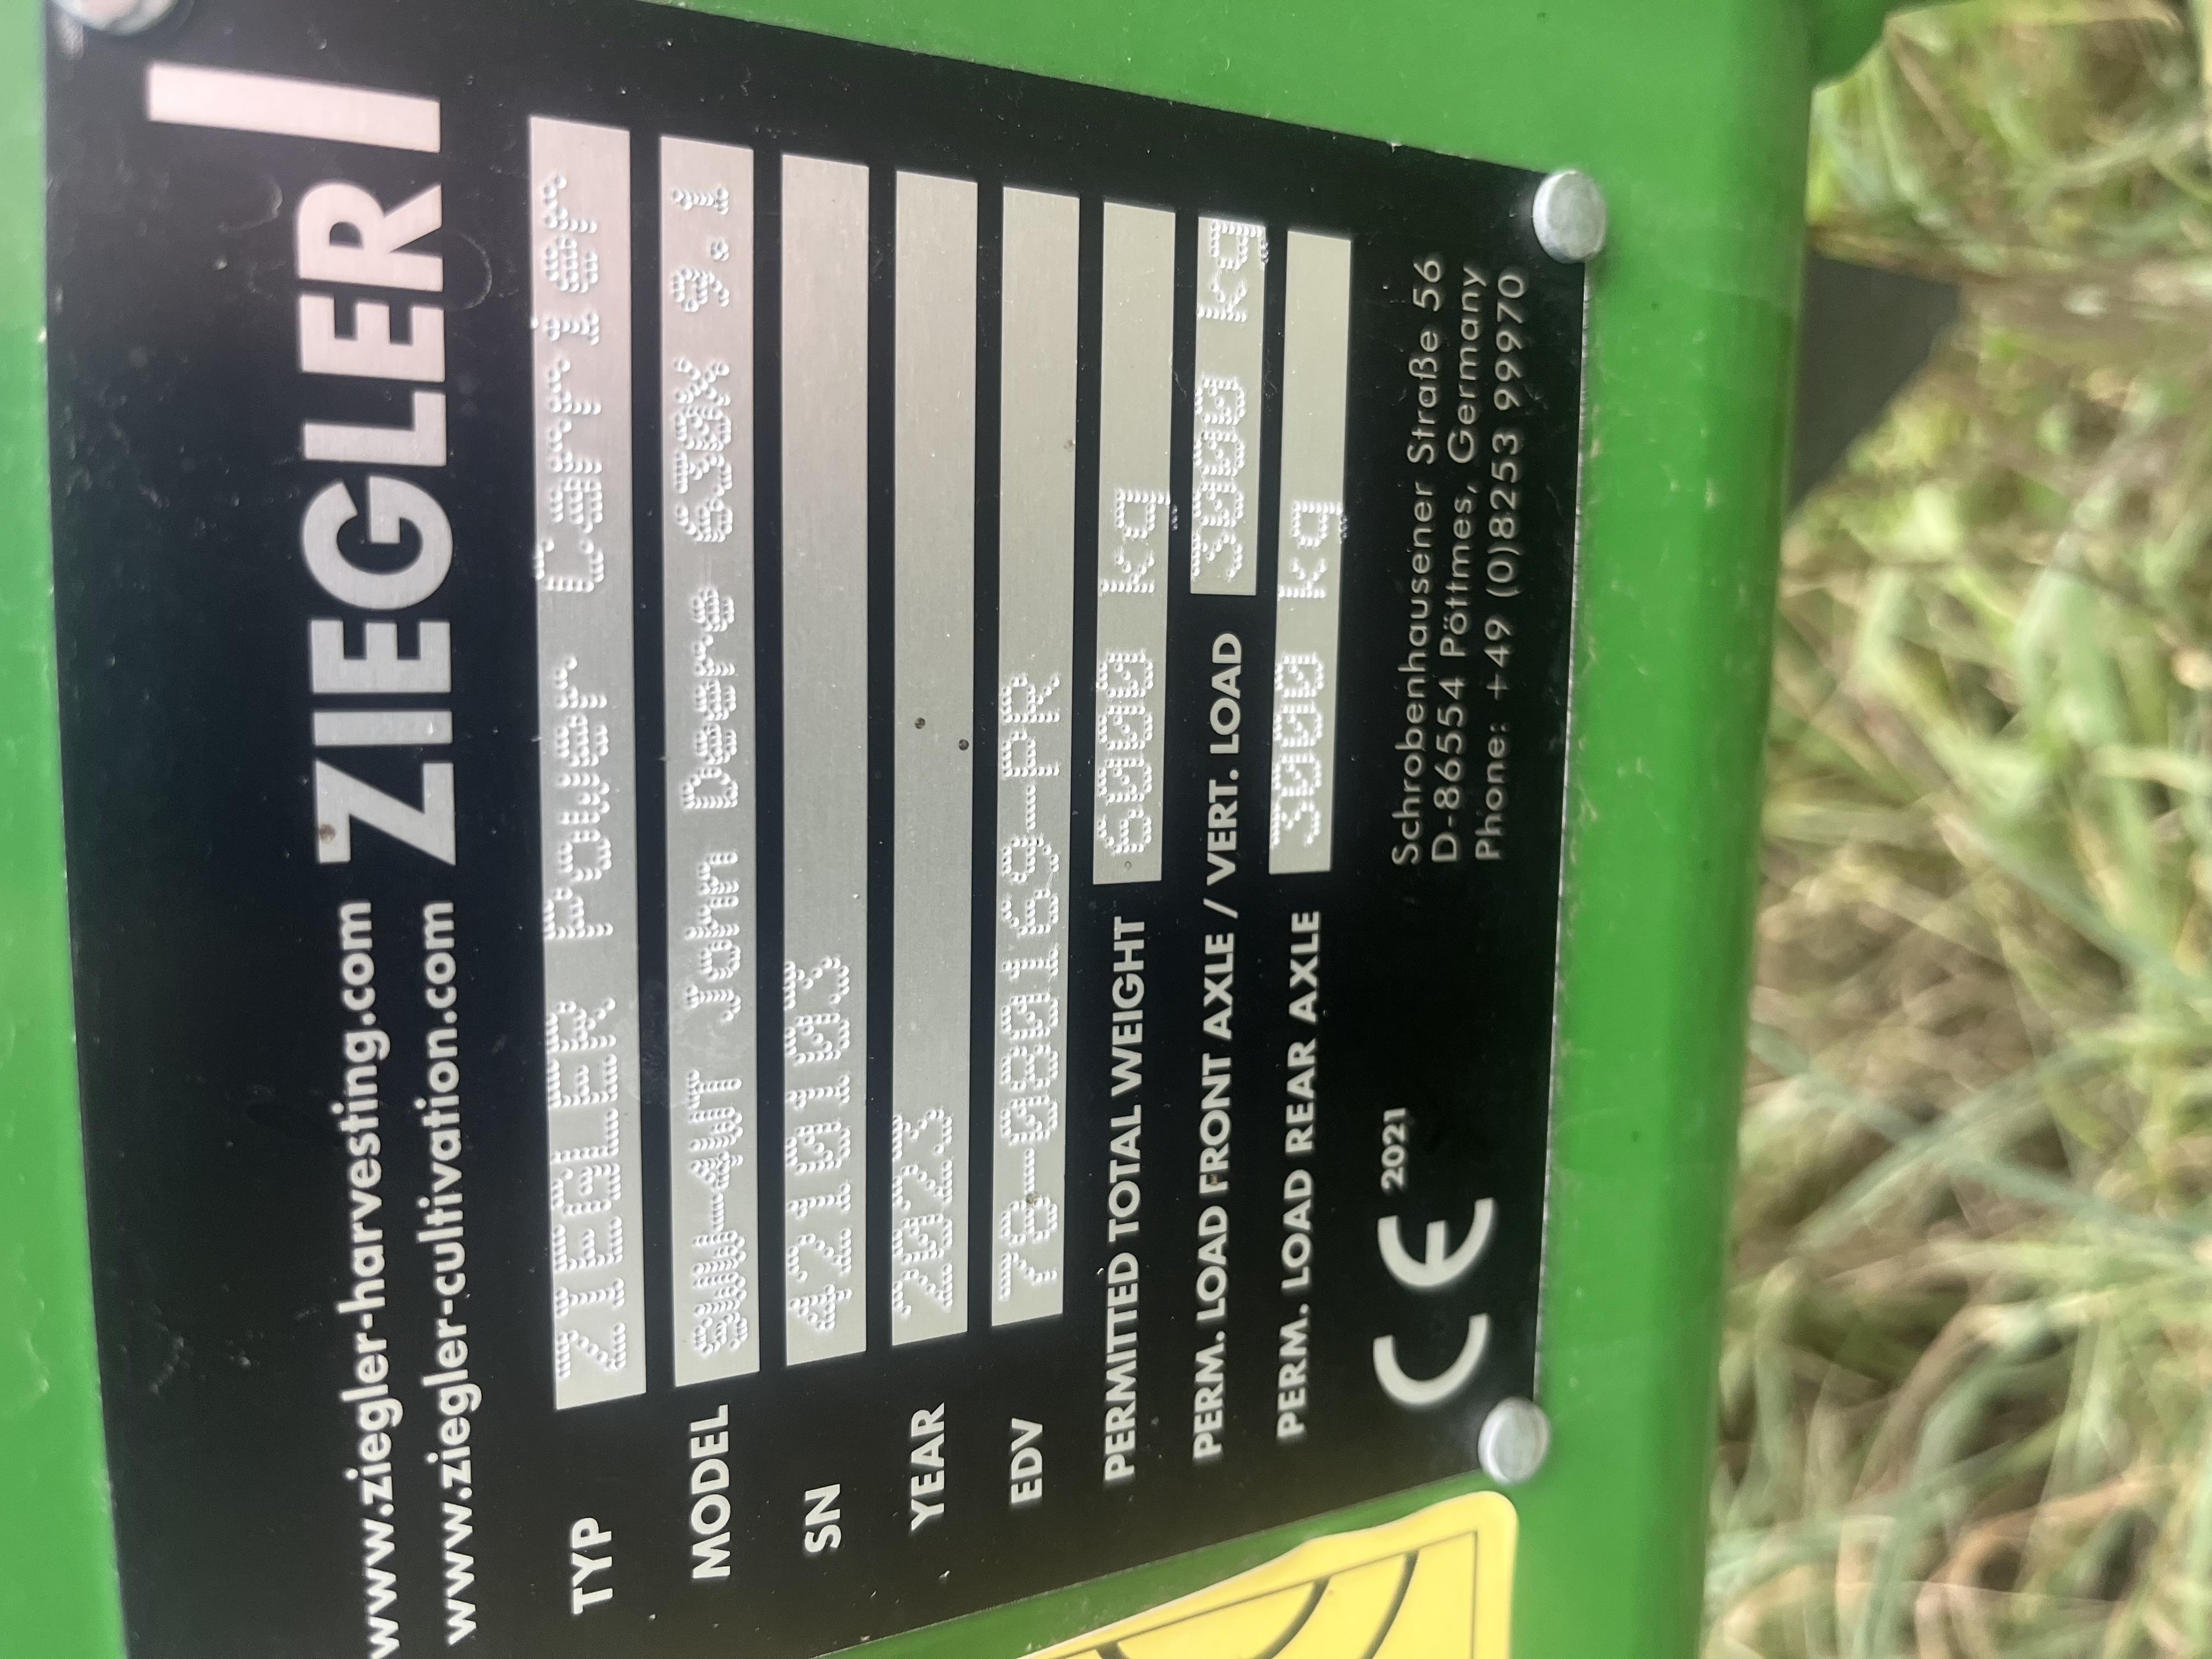 www.ziegler-harvesting.com
www.ziegler-cultivation.com
ZIEGLER
TYP ZIEGLER Power Carrier
MODEL 8WW-4WT John Deere 630X 9.1
SN 4210103
YEAR 2023
EDV 78-080169-PR
PERMITTED TOTAL WEIGHT 6000 kg
PERM. LOAD FRONT AXLE / VERT. LOAD 3000 kg
PERM. LOAD REAR AXLE 3000 kg
CE 2021
Schrobenhausener Straße 56
D-86554 Pöttmes, Germany
Phone: +49 (0)8253 99970